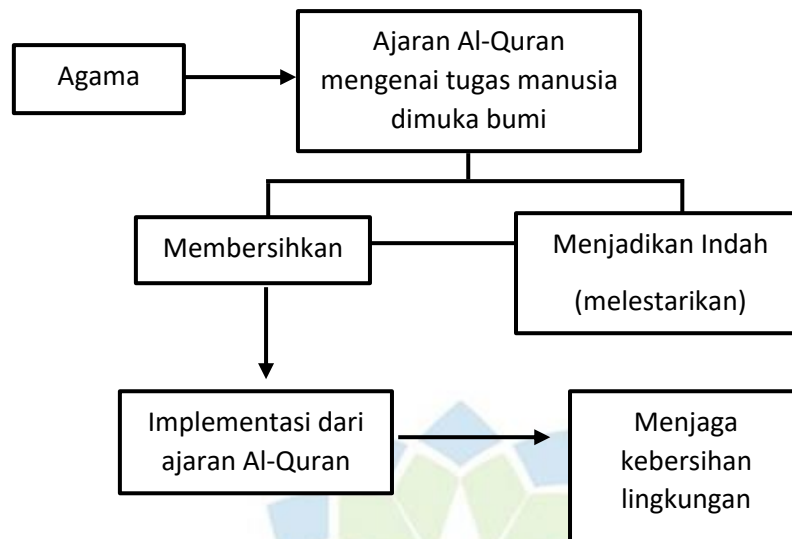 Agama
Ajaran Al-Quran
mengenai tugas manusia
dimuka bumi
Membersihkan
Menjadikan Indah
(melestarikan)
Implementasi dari
ajaran Al-Quran
Menjaga
kebersihan
lingkungan